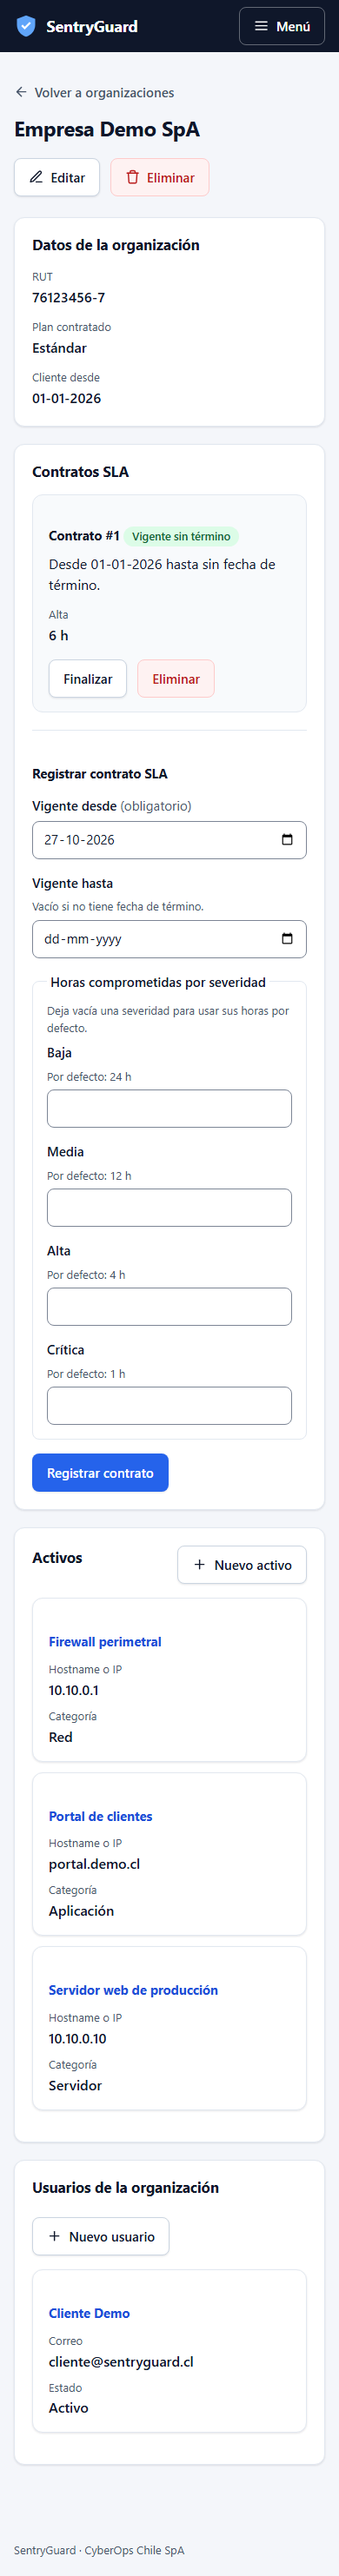 SentryGuard
Menú
Volver a organizaciones
Empresa Demo SpA
Editar
Eliminar
Datos de la organización
RUT
76123456-7
Plan contratado
Estándar
Cliente desde
01-01-2026
Contratos SLA
Contrato #1 Vigente sin término
Desde 01-01-2026 hasta sin fecha de
término.
Alta
6 h
Finalizar
Eliminar
Registrar contrato SLA
Vigente desde (obligatorio)
27-10-2026
Vigente hasta
Vacío si no tiene fecha de término.
dd-mm-yyyy
Horas comprometidas por severidad
Deja vacía una severidad para usar sus horas por
defecto.
Baja
Por defecto: 24 h
Media
Por defecto: 12 h
Alta
Por defecto: 4 h
Crítica
Por defecto: 1 h
Registrar contrato
Activos
Nuevo activo
Firewall perimetral
Hostname o IP
10.10.0.1
Categoría
Red
Portal de clientes
Hostname o IP
portal.demo.cl
Categoría
Aplicación
Servidor web de producción
Hostname o IP
10.10.0.10
Categoría
Servidor
Usuarios de la organización
Nuevo usuario
Cliente Demo
Correo
cliente@sentryguard.cl
Estado
Activo
SentryGuard · CyberOps Chile SpA